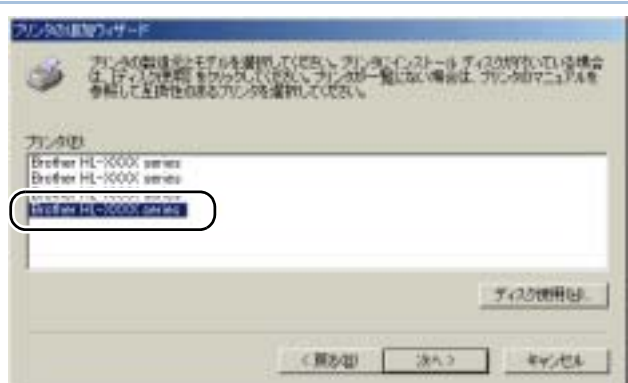 プリンタの追加ウィザード
プリンタの製造元とモデルを選択してください。プリンタにインストール ディスクが付いている場合
は、[ディスク使用] をクリックしてください。プリンタが一覧にない場合は、プリンタのマニュアルを
参照して互換性のあるプリンタを選択してください。
プリンタ(P):
Brother HL-XXXX series
Brother HL-XXXX series
Brother HL-XXXX series
Brother HL-XXXX series
ディスク使用(H)...
< 戻る(B)
次へ >
キャンセル